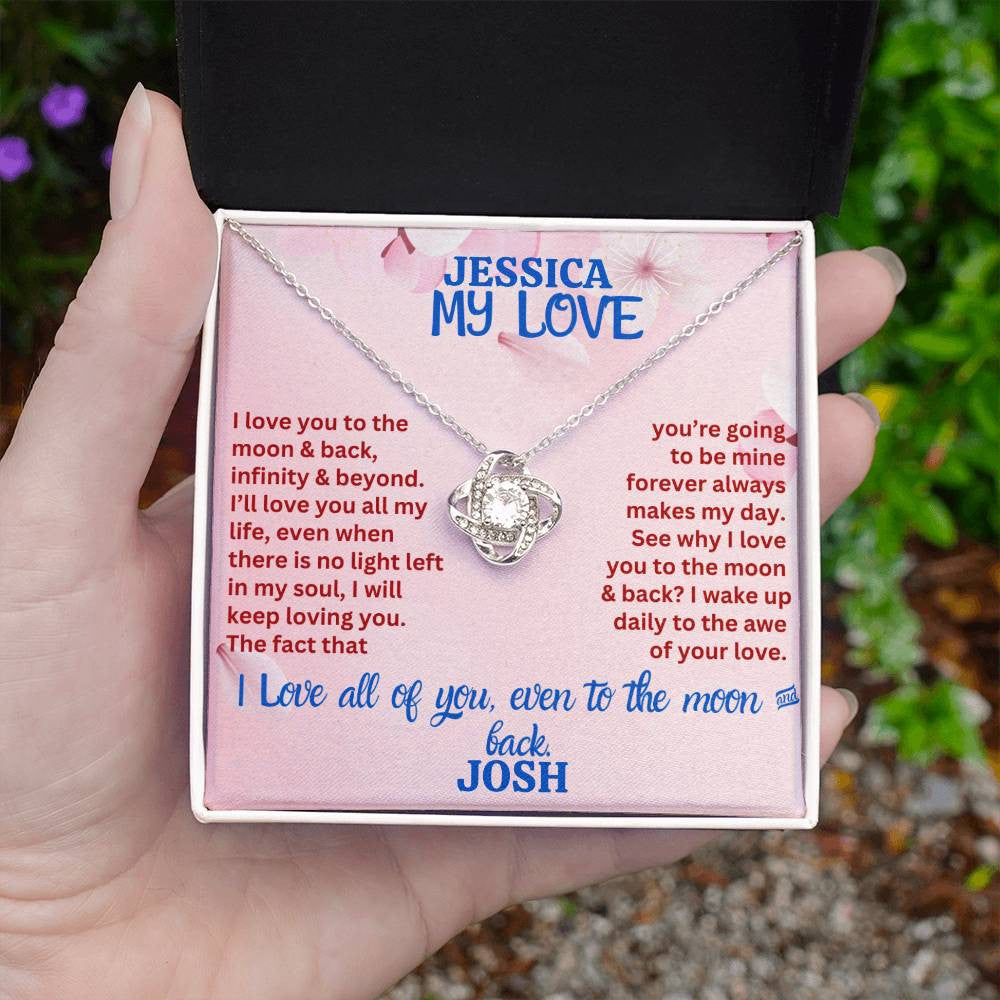 JESSICA
MY LOVE
I love you to the
moon & back,
infinity & beyond.
I'll love you all my
life, even when
there is no light left
in my soul, I will
keep loving you.
The fact that
you're going
to be mine
forever always
makes my day.
See why I love
you to the moon
& back? I wake up
daily to the awe
of your love.
I Love all of you, even to the moon and
back.
JOSH